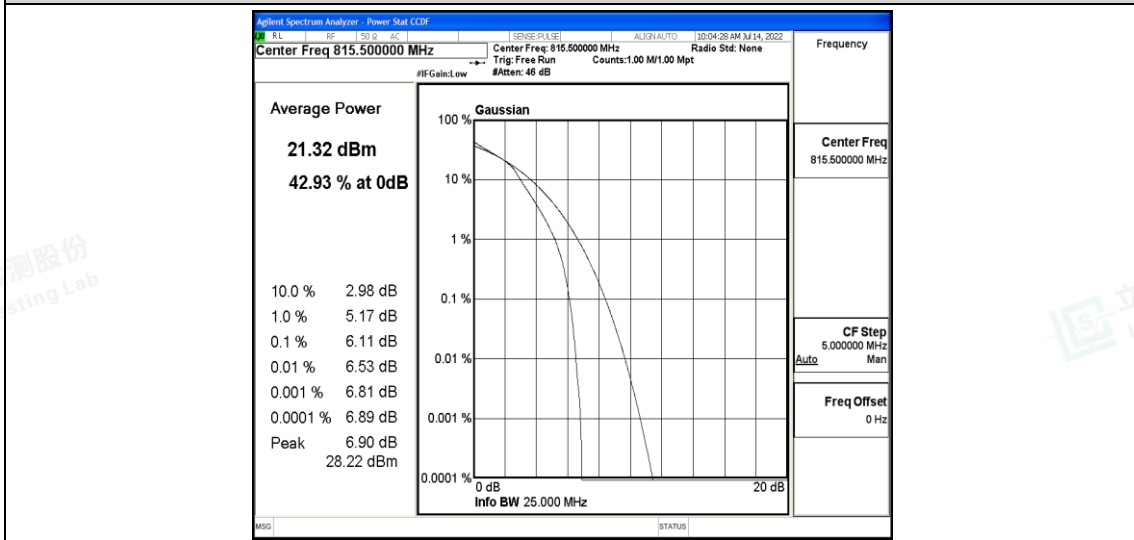 Agilent Spectrum Analyzer - Power Stat CCDF
LXI RL RF 50 Ω AC SENSE:PULSE ALIGN AUTO 10:04:28 AM Jul 14, 2022
Center Freq 815.500000 MHz
Center Freq: 815.500000 MHz Radio Std: None
Trig: Free Run Counts:1.00 M/1.00 Mpt
#IFGain:Low #Atten: 46 dB
Frequency
Average Power
21.32 dBm
42.93 % at 0dB
10.0 % 2.98 dB
1.0 % 5.17 dB
0.1 % 6.11 dB
0.01 % 6.53 dB
0.001 % 6.81 dB
0.0001 % 6.89 dB
Peak 6.90 dB
28.22 dBm
Gaussian
100 %
10 %
1 %
0.1 %
0.01 %
0.001 %
0.0001 %
0 dB 20 dB
Info BW 25.000 MHz
Center Freq
815.500000 MHz
CF Step
5.000000 MHz
Auto Man
Freq Offset
0 Hz
MSG STATUS
测股份
sting Lab
立